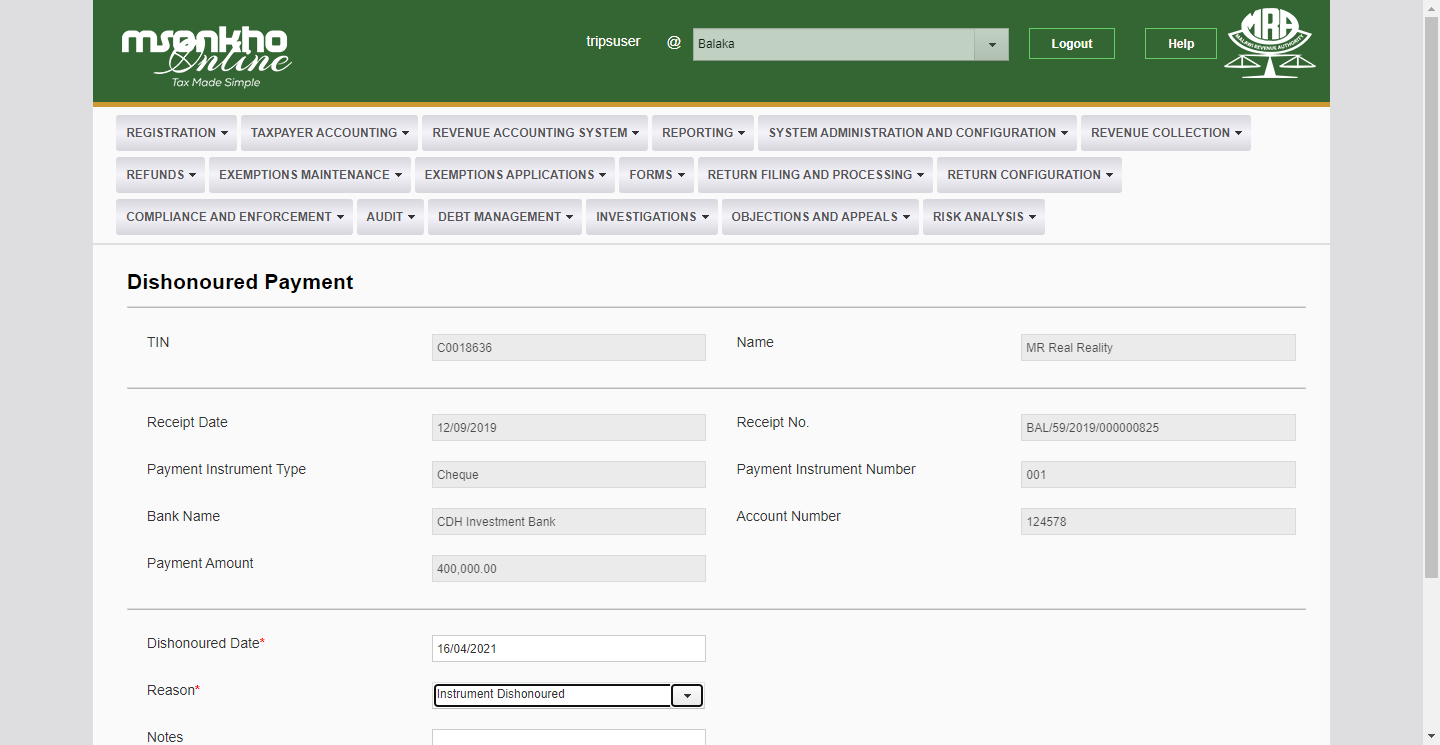 msonkho
Online
Tax Made Simple
tripsuser @ Balaka Logout Help
MRA
MALAWI REVENUE AUTHORITY
REGISTRATION TAXPAYER ACCOUNTING REVENUE ACCOUNTING SYSTEM REPORTING SYSTEM ADMINISTRATION AND CONFIGURATION REVENUE COLLECTION
REFUNDS EXEMPTIONS MAINTENANCE EXEMPTIONS APPLICATIONS FORMS RETURN FILING AND PROCESSING RETURN CONFIGURATION
COMPLIANCE AND ENFORCEMENT AUDIT DEBT MANAGEMENT INVESTIGATIONS OBJECTIONS AND APPEALS RISK ANALYSIS
Dishonoured Payment
TIN C0018636 Name MR Real Reality
Receipt Date 12/09/2019 Receipt No. BAL/59/2019/000000825
Payment Instrument Type Cheque Payment Instrument Number 001
Bank Name CDH Investment Bank Account Number 124578
Payment Amount 400,000.00
Dishonoured Date* 16/04/2021
Reason* Instrument Dishonoured
Notes